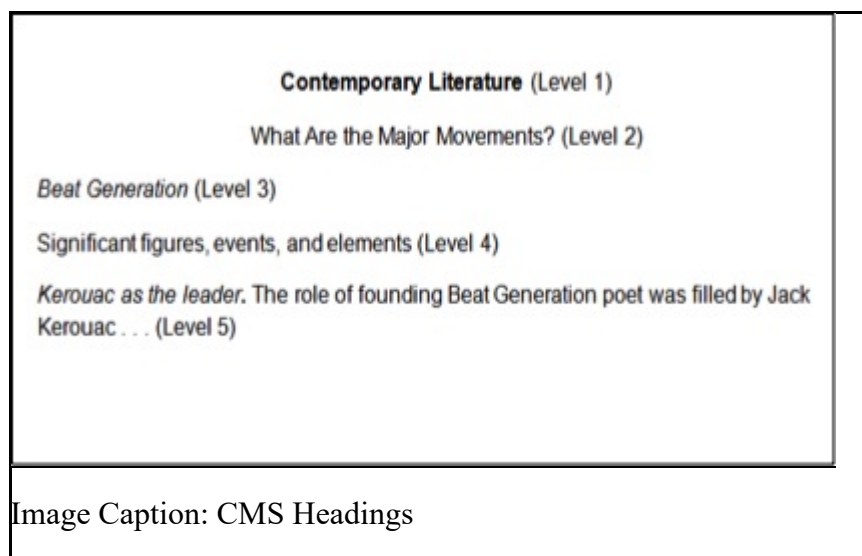 Contemporary Literature (Level 1)
What Are the Major Movements? (Level 2)
Beat Generation (Level 3)
Significant figures, events, and elements (Level 4)
Kerouac as the leader. The role of founding Beat Generation poet was filled by Jack
Kerouac . . . (Level 5)
Image Caption: CMS Headings